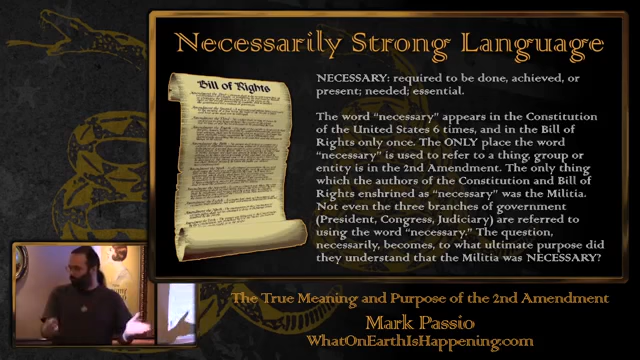 Necessarily Strong Language
Bill of Rights
NECESSARY: required to be done, achieved, or
present; needed; essential.
The word “necessary” appears in the Constitution
of the United States 6 times, and in the Bill of
Rights only once. The ONLY place the word
“necessary” is used to refer to a thing, group or
entity is in the 2nd Amendment. The only thing
which the authors of the Constitution and Bill of
Rights enshrined as “necessary” was the Militia.
Not even the three branches of government
(President, Congress, Judiciary) are referred to
using the word “necessary.” The question,
necessarily, becomes, to what ultimate purpose did
they understand that the Militia was NECESSARY?
The True Meaning and Purpose of the 2nd Amendment
Mark Passio
WhatOnEarthIsHappening.com